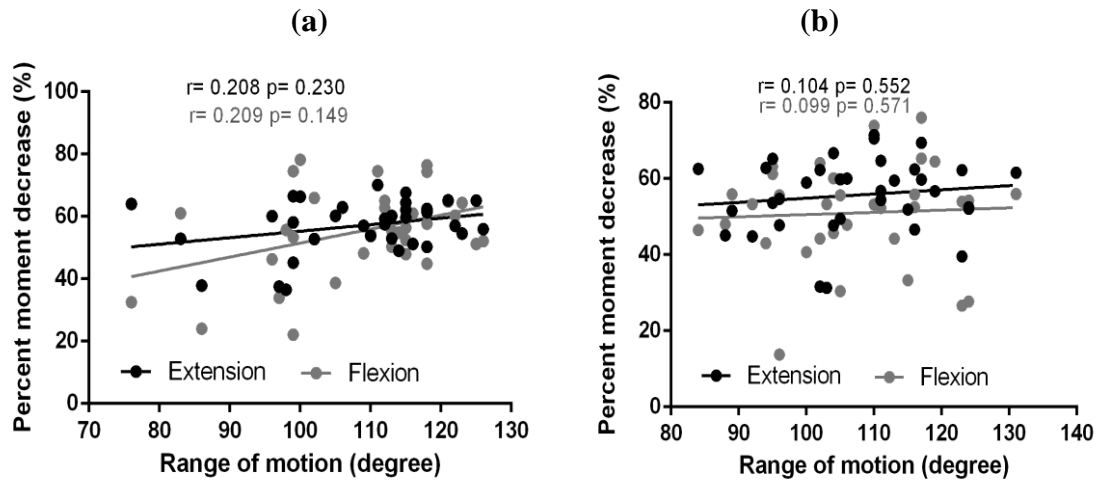 (a)
r= 0.208 p= 0.230
r= 0.209 p= 0.149
Percent moment decrease (%)
100
80
60
40
20
0
Extension
Flexion
70
80
90
100
110
120
130
Range of motion (degree)
(b)
r= 0.104 p= 0.552
r= 0.099 p= 0.571
Percent moment decrease (%)
80
60
40
20
0
Extension
Flexion
80
90
100
110
120
130
140
Range of motion (degree)